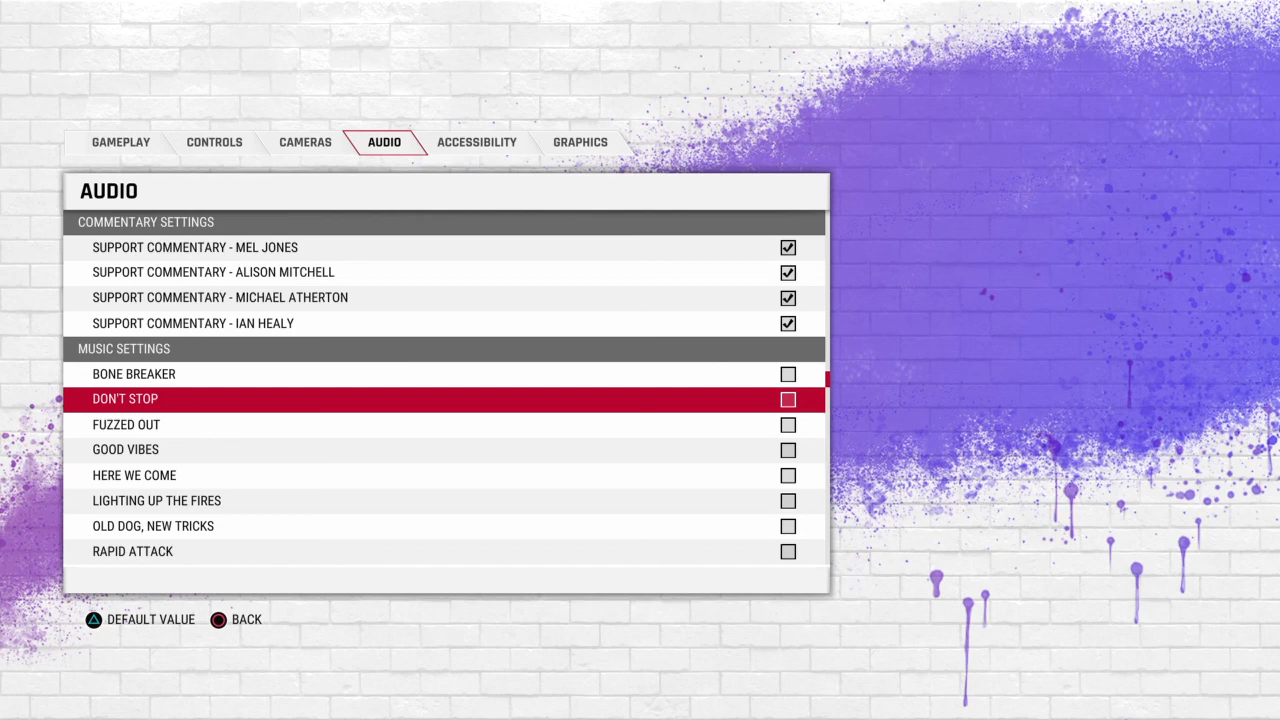 GAMEPLAY CONTROLS CAMERAS AUDIO ACCESSIBILITY GRAPHICS
AUDIO
COMMENTARY SETTINGS
SUPPORT COMMENTARY - MEL JONES
SUPPORT COMMENTARY - ALISON MITCHELL
SUPPORT COMMENTARY - MICHAEL ATHERTON
SUPPORT COMMENTARY - IAN HEALY
MUSIC SETTINGS
BONE BREAKER
DON'T STOP
FUZZED OUT
GOOD VIBES
HERE WE COME
LIGHTING UP THE FIRES
OLD DOG, NEW TRICKS
RAPID ATTACK
DEFAULT VALUE BACK